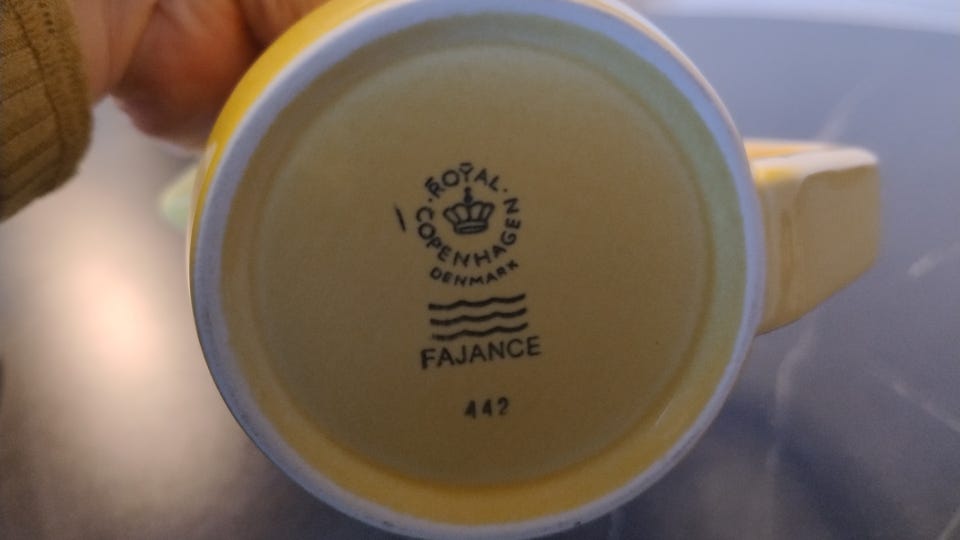 ROYAL
COPENHAGEN
DENMARK
FAJANCE
442